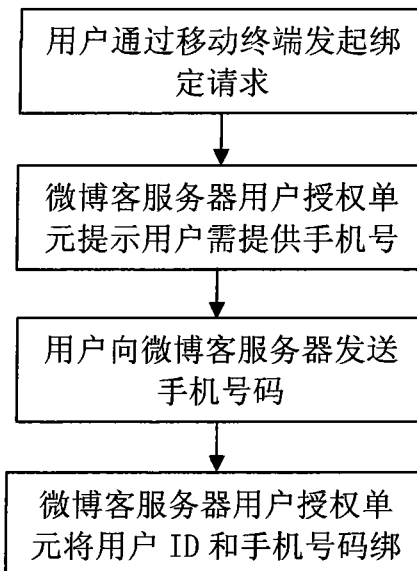 用户通过移动终端发起绑
定请求
微博客服务器用户授权单
元提示用户需提供手机号
用户向微博客服务器发送
手机号码
微博客服务器用户授权单
元将用户 ID 和手机号码绑